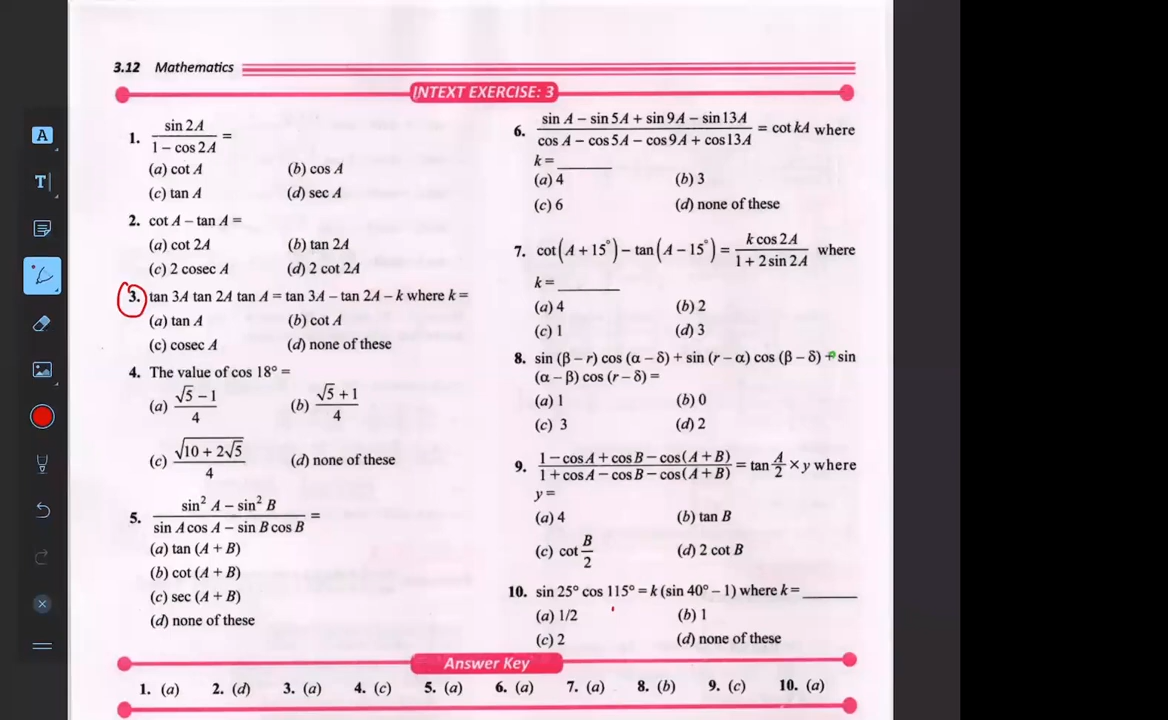 3.12 Mathematics
INTEXT EXERCISE: 3
1. sin 2A / 1 − cos 2A =
(a) cot A (b) cos A
(c) tan A (d) sec A
2. cot A − tan A =
(a) cot 2A (b) tan 2A
(c) 2 cosec A (d) 2 cot 2A
3. tan 3A tan 2A tan A = tan 3A − tan 2A − k where k =
(a) tan A (b) cot A
(c) cosec A (d) none of these
4. The value of cos 18° =
(a) √5 − 1 / 4 (b) √5 + 1 / 4
(c) √(10 + 2√5) / 4 (d) none of these
5. sin² A − sin² B / sin A cos A − sin B cos B =
(a) tan (A + B)
(b) cot (A + B)
(c) sec (A + B)
(d) none of these
6. sin A − sin 5A + sin 9A − sin 13A / cos A − cos 5A − cos 9A + cos 13A = cot kA where
k = ______
(a) 4 (b) 3
(c) 6 (d) none of these
7. cot(A + 15°) − tan(A − 15°) = k cos 2A / 1 + 2 sin 2A where
k = ______
(a) 4 (b) 2
(c) 1 (d) 3
8. sin (β − r) cos (α − δ) + sin (r − α) cos (β − δ) + sin
(α − β) cos (r − δ) =
(a) 1 (b) 0
(c) 3 (d) 2
9. 1 − cos A + cos B − cos(A + B) / 1 + cos A − cos B − cos(A + B) = tan A/2 × y where
y =
(a) 4 (b) tan B
(c) cot B/2 (d) 2 cot B
10. sin 25° cos 115° = k (sin 40° − 1) where k = ______
(a) 1/2 (b) 1
(c) 2 (d) none of these
Answer Key
1. (a) 2. (d) 3. (a) 4. (c) 5. (a) 6. (a) 7. (a) 8. (b) 9. (c) 10. (a)